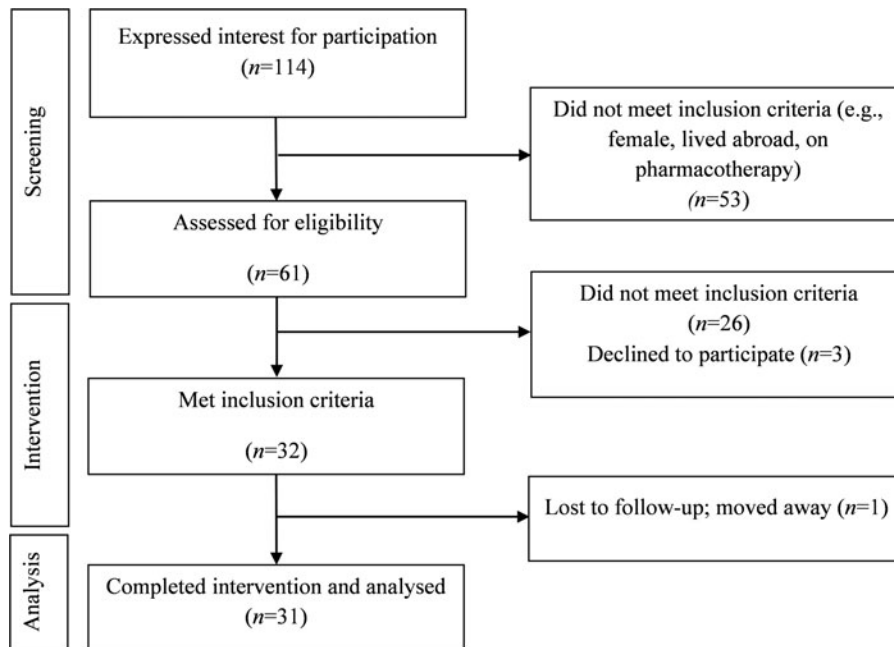 Screening
Expressed interest for participation
(n=114)
Did not meet inclusion criteria (e.g.,
female, lived abroad, on
pharmacotherapy)
(n=53)
Assessed for eligibility
(n=61)
Intervention
Did not meet inclusion criteria
(n=26)
Declined to participate (n=3)
Met inclusion criteria
(n=32)
Lost to follow-up; moved away (n=1)
Analysis
Completed intervention and analysed
(n=31)